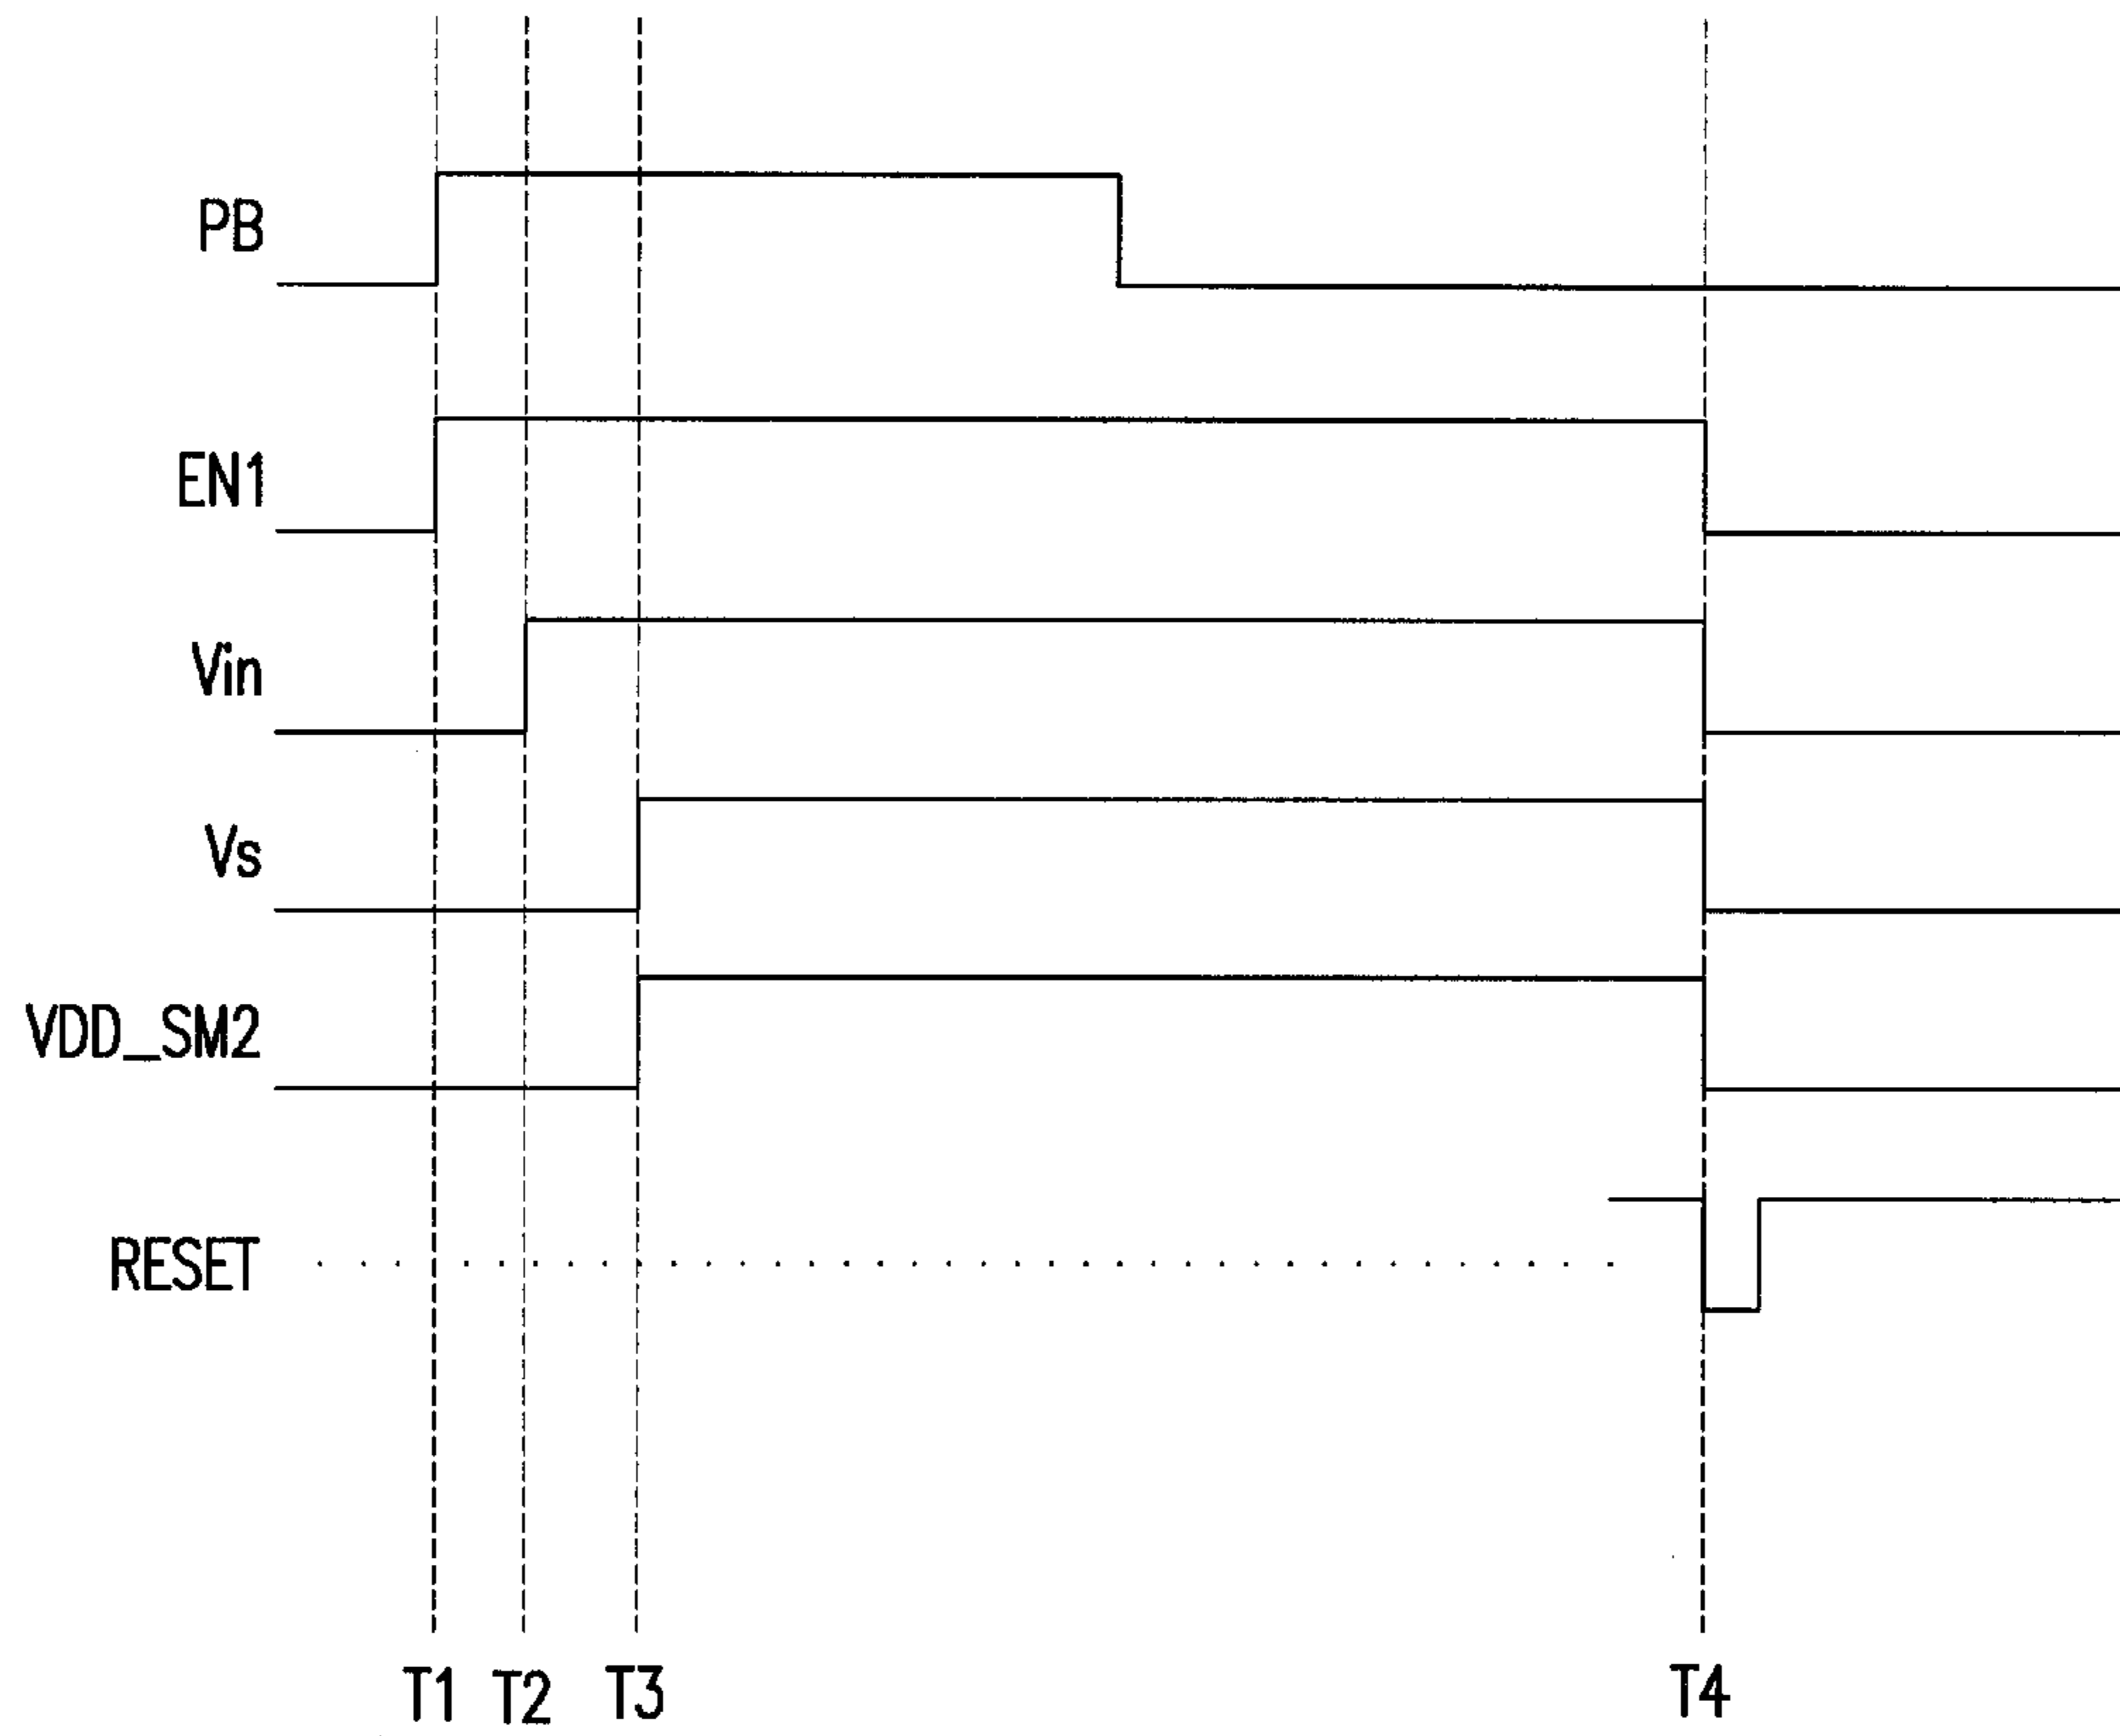 PB
EN1
Vin
Vs
VDD_SM2
RESET
T1 T2 T3 T4